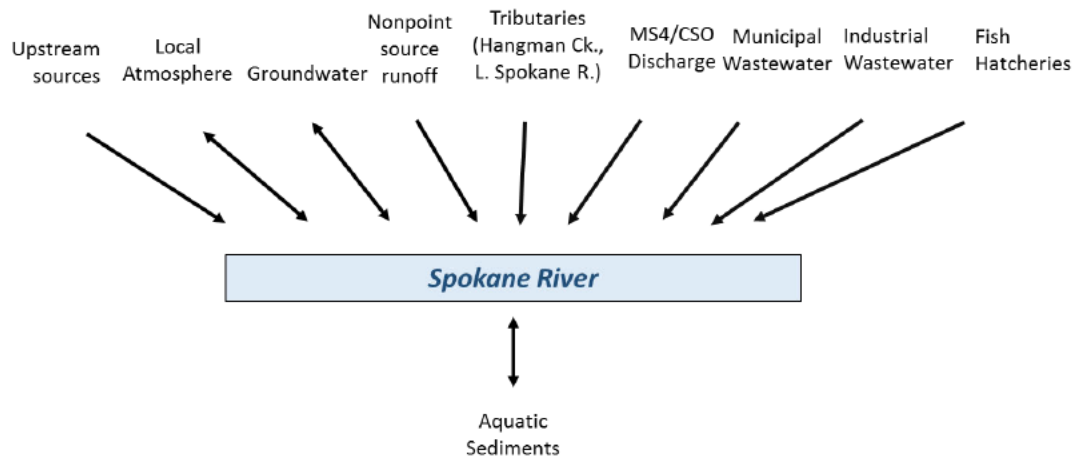 Upstream
sources
Local
Atmosphere
Groundwater
Nonpoint
source
runoff
Tributaries
(Hangman Ck.,
L. Spokane R.)
MS4/CSO
Discharge
Municipal
Wastewater
Industrial
Wastewater
Fish
Hatcheries
Spokane River
Aquatic
Sediments